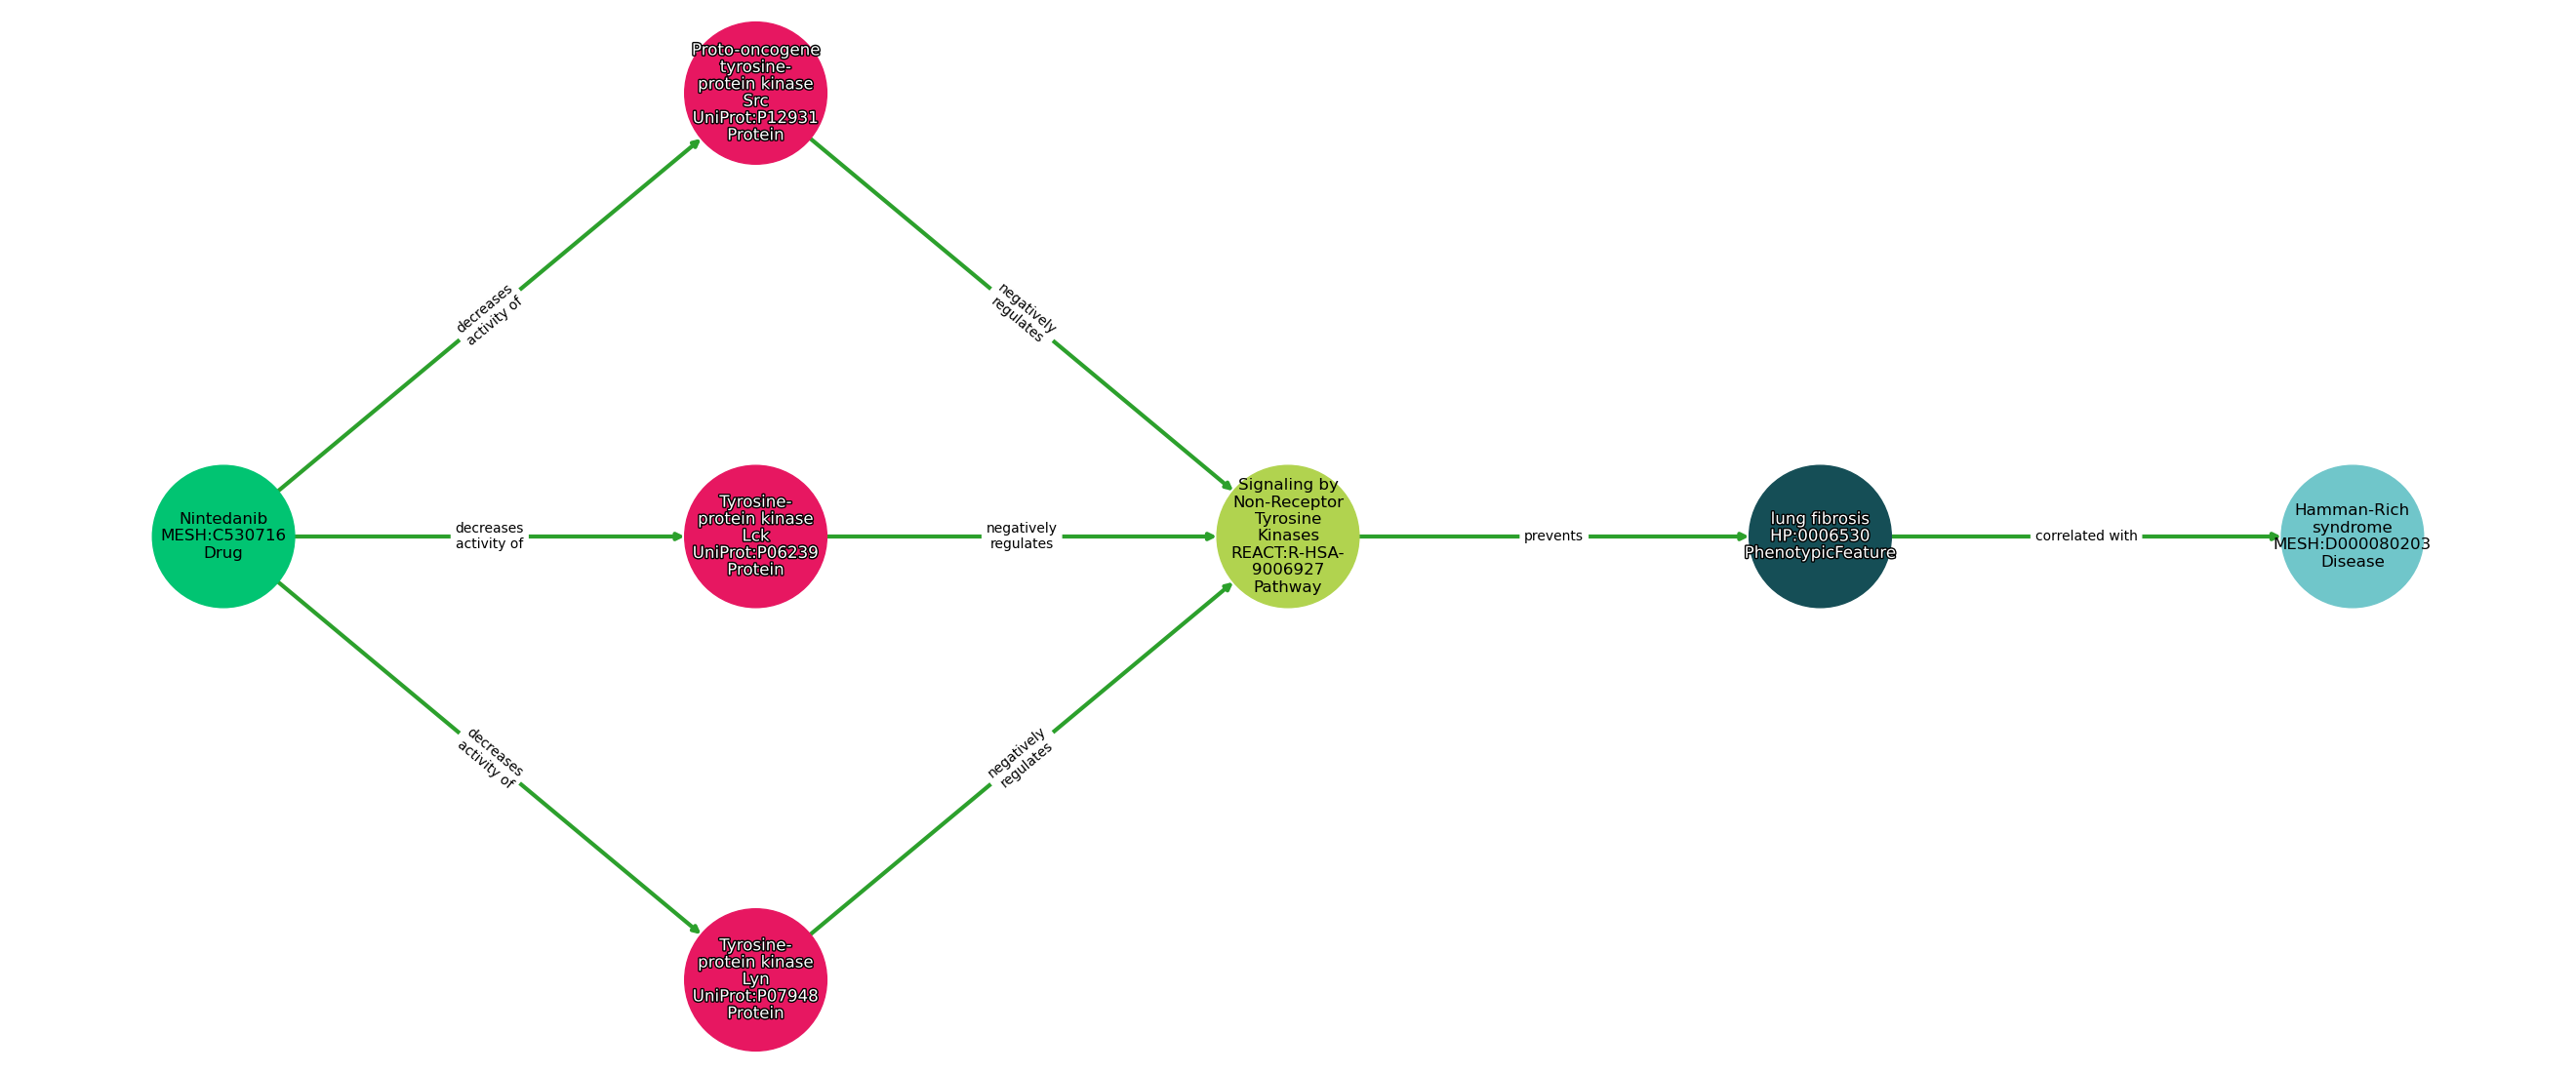 Proto-oncogene
tyrosine-
protein kinase
Src
UniProt:P12931
Protein
decreases
activity of
negatively
regulates
Nintedanib
MESH:C530716
Drug
decreases
activity of
Tyrosine-
protein kinase
Lck
UniProt:P06239
Protein
negatively
regulates
Signaling by
Non-Receptor
Tyrosine
Kinases
REACT:R-HSA-
9006927
Pathway
prevents
lung fibrosis
HP:0006530
PhenotypicFeature
correlated with
Hamman-Rich
syndrome
MESH:D000080203
Disease
decreases
activity of
negatively
regulates
Tyrosine-
protein kinase
Lyn
UniProt:P07948
Protein